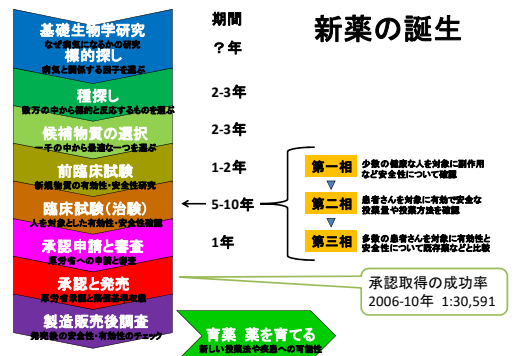 新薬の誕生
期間
基礎生物学研究
なぜ病気になるかの研究
？年
標的探し
病気と関係する因子を選ぶ
種探し
数万の中から標的と反応するものを選ぶ
2-3年
候補物質の選択
一千の中から最適な一つを選ぶ
2-3年
前臨床試験
新規物質の有効性・安全性研究
1-2年
臨床試験（治験）
人を対象とした有効性・安全性確認
5-10年
第一相
少数の健康な人を対象に副作用
など安全性について確認
第二相
患者さんを対象に有効で安全な
投薬量や投薬方法を確認
第三相
多数の患者さんを対象に有効性と
安全性について既存薬などと比較
承認申請と審査
厚労省への申請と審査
1年
承認と発売
厚労省承認と薬価基準収載
承認取得の成功率
2006-10年 1:30,591
製造販売後調査
発売後の安全性・有効性のチェック
育薬 薬を育てる
新しい投薬法や疾患への可能性